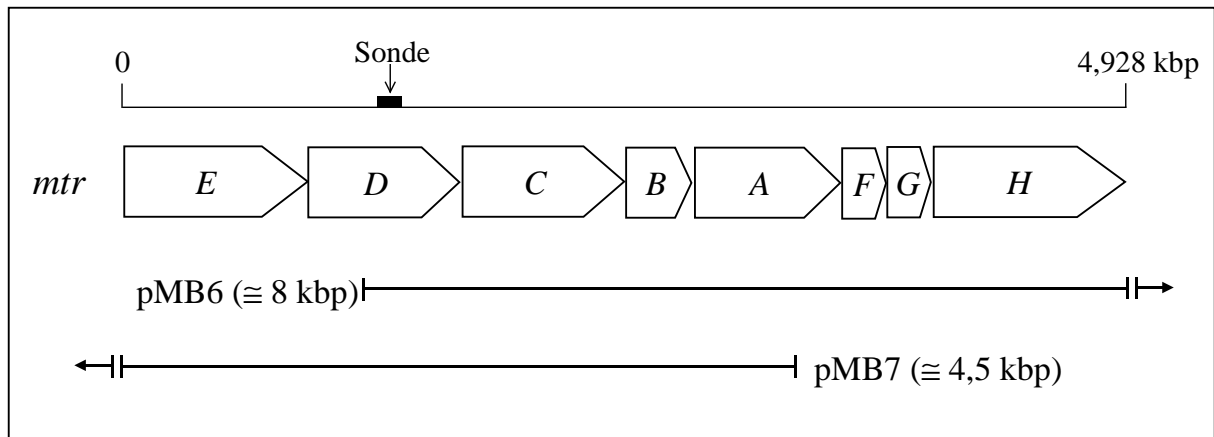 Sonde
0 4,928 kbp
mtr E D C B A F G H
pMB6 (≅ 8 kbp)
pMB7 (≅ 4,5 kbp)